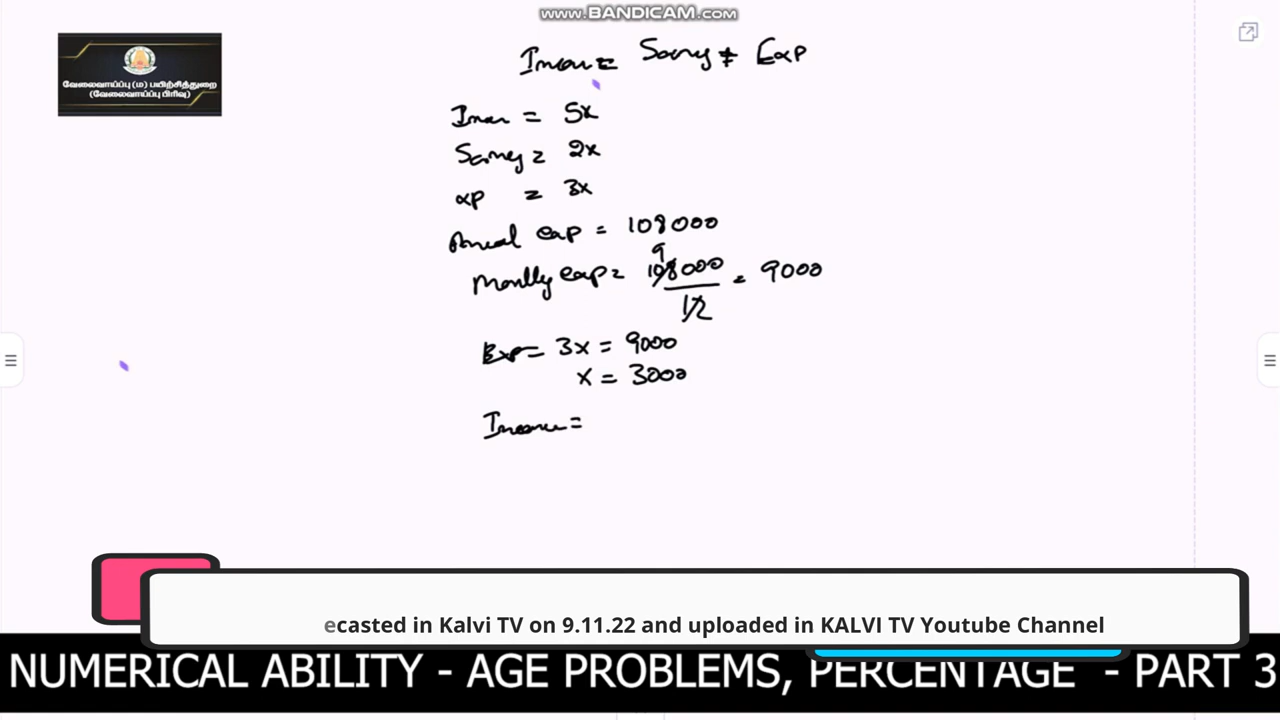 www.BANDICAM.com
வேலைவாய்ப்பு (ம) பயிற்சித்துறை
(வேலைவாய்ப்பு பிரிவு)
Income = Saving + Exp
Income = 5x
Saving = 2x
exp = 3x
Annual exp = 108000
Monthly exp = 108000 / 12 = 9000
9
Exp = 3x = 9000
x = 3000
Income =
ecasted in Kalvi TV on 9.11.22 and uploaded in KALVI TV Youtube Channel
NUMERICAL ABILITY - AGE PROBLEMS, PERCENTAGE - PART 3